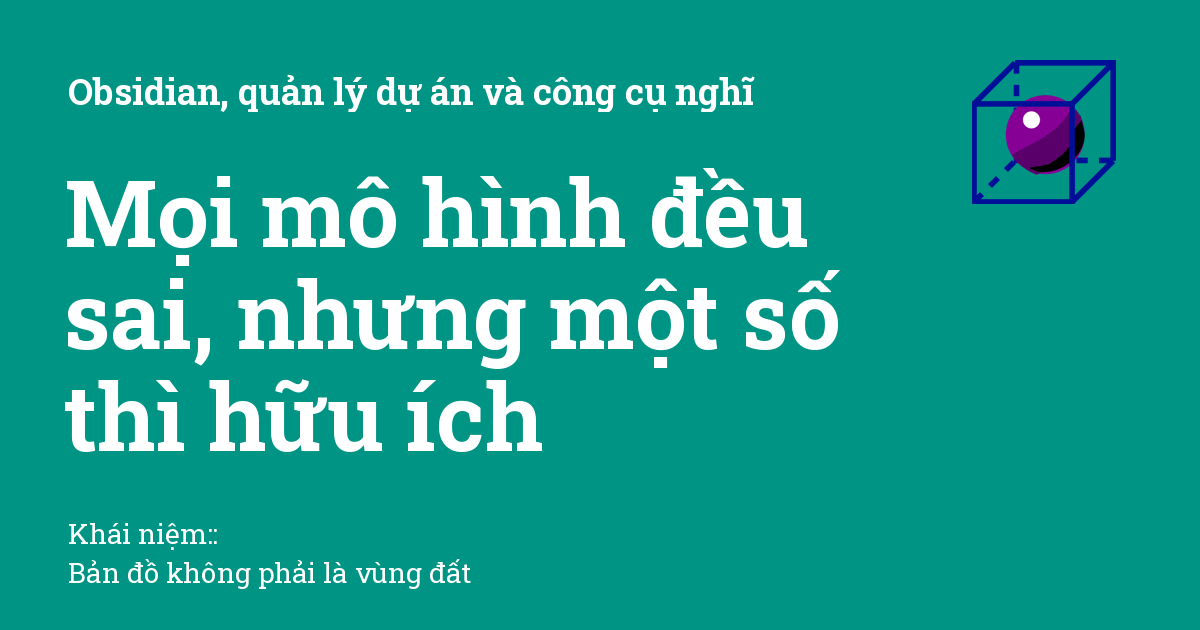 Obsidian, quản lý dự án và công cụ nghĩ
Mọi mô hình đều
sai, nhưng một số
thì hữu ích
Khái niệm::
Bản đồ không phải là vùng đất